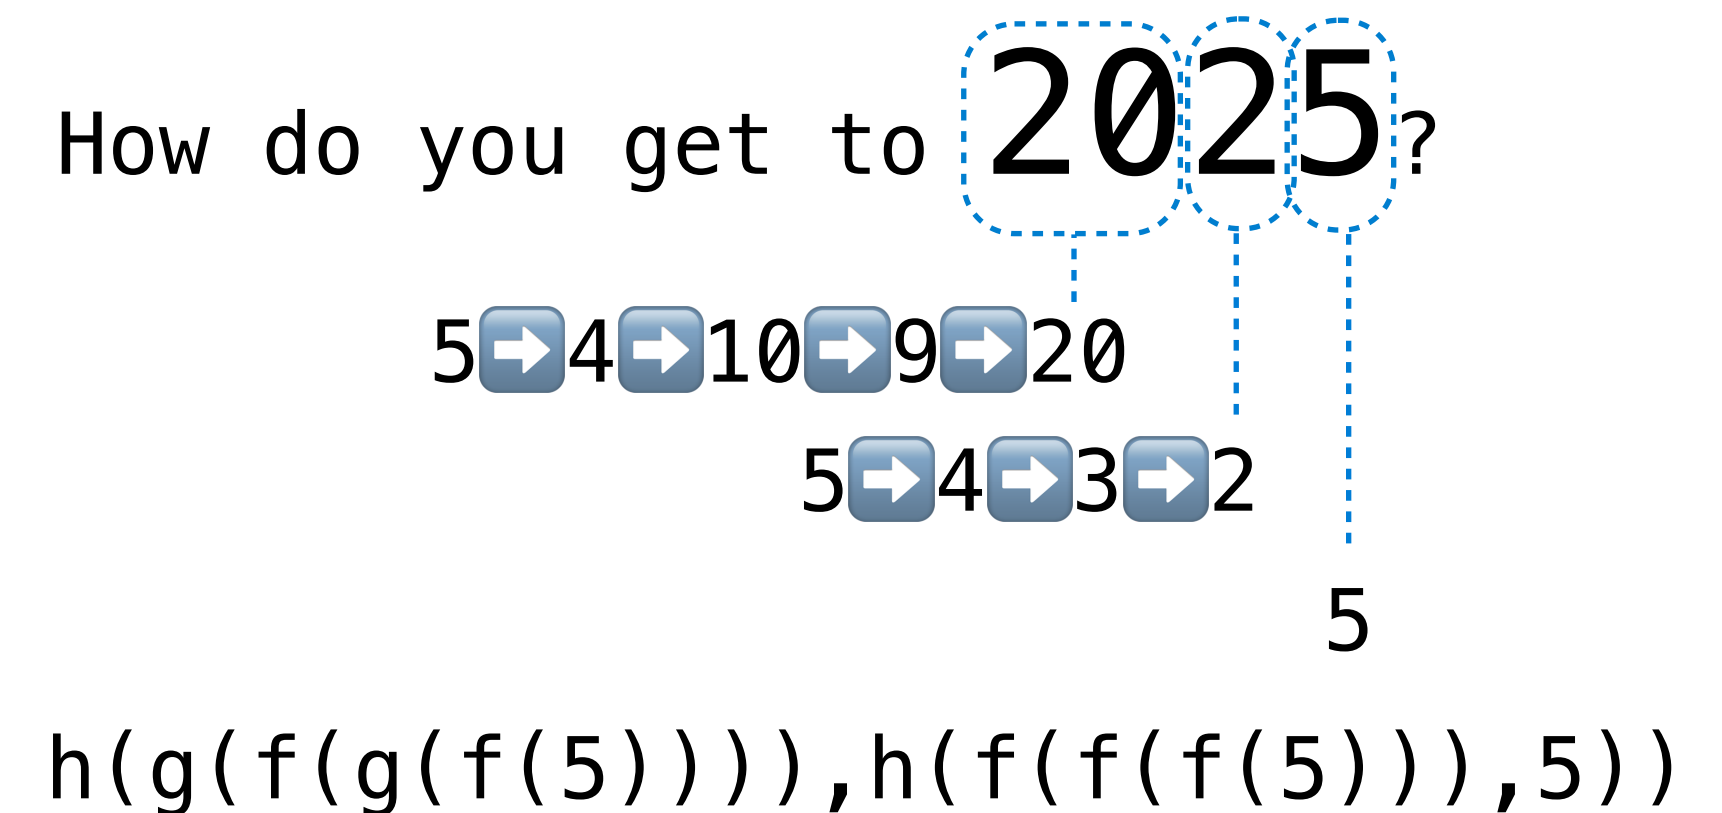 How do you get to 2025?
5➡️4➡️10➡️9➡️20
5➡️4➡️3➡️2
5
h(g(f(g(f(5)))),h(f(f(f(5))),5))